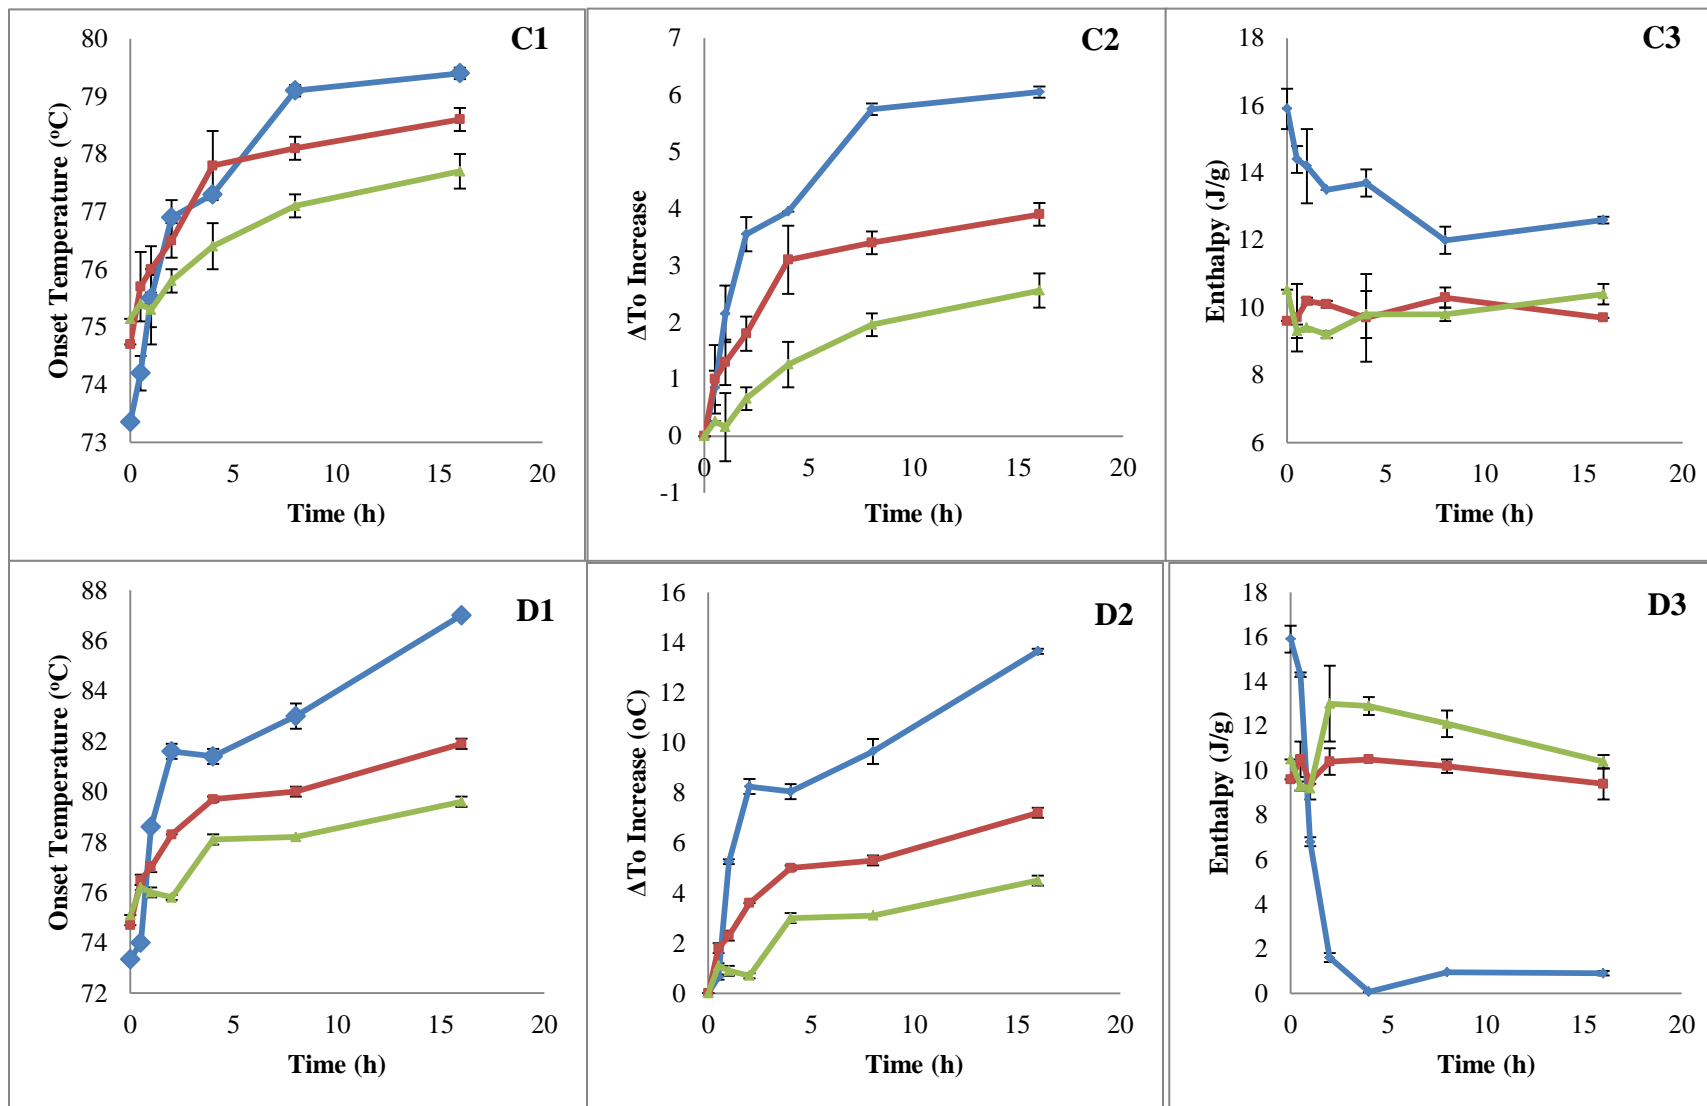 C1
80
79
78
77
76
75
74
73
Onset Temperature (ºC)
0 5 10 15 20
Time (h)
C2
7
6
5
4
3
2
1
0
-1
ΔTo Increase
0 5 10 15 20
Time (h)
C3
18
16
14
12
10
8
6
Enthalpy (J/g)
0 5 10 15 20
Time (h)
D1
88
86
84
82
80
78
76
74
72
Onset Temperature (ºC)
0 5 10 15 20
Time (h)
D2
16
14
12
10
8
6
4
2
0
ΔTo Increase (oC)
0 5 10 15 20
Time (h)
D3
18
16
14
12
10
8
6
4
2
0
Enthalpy (J/g)
0 5 10 15 20
Time (h)